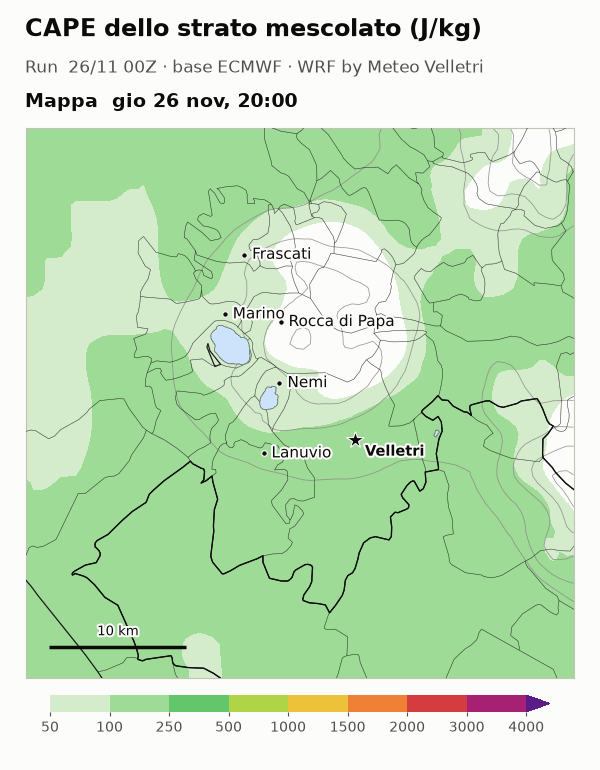 CAPE dello strato mescolato (J/kg)
Run  26/11 00Z · base ECMWF · WRF by Meteo Velletri
Mappa  gio 26 nov, 20:00
Frascati
Marino
Rocca di Papa
Nemi
Velletri
Lanuvio
10 km
50 100 250 500 1000 1500 2000 3000 4000